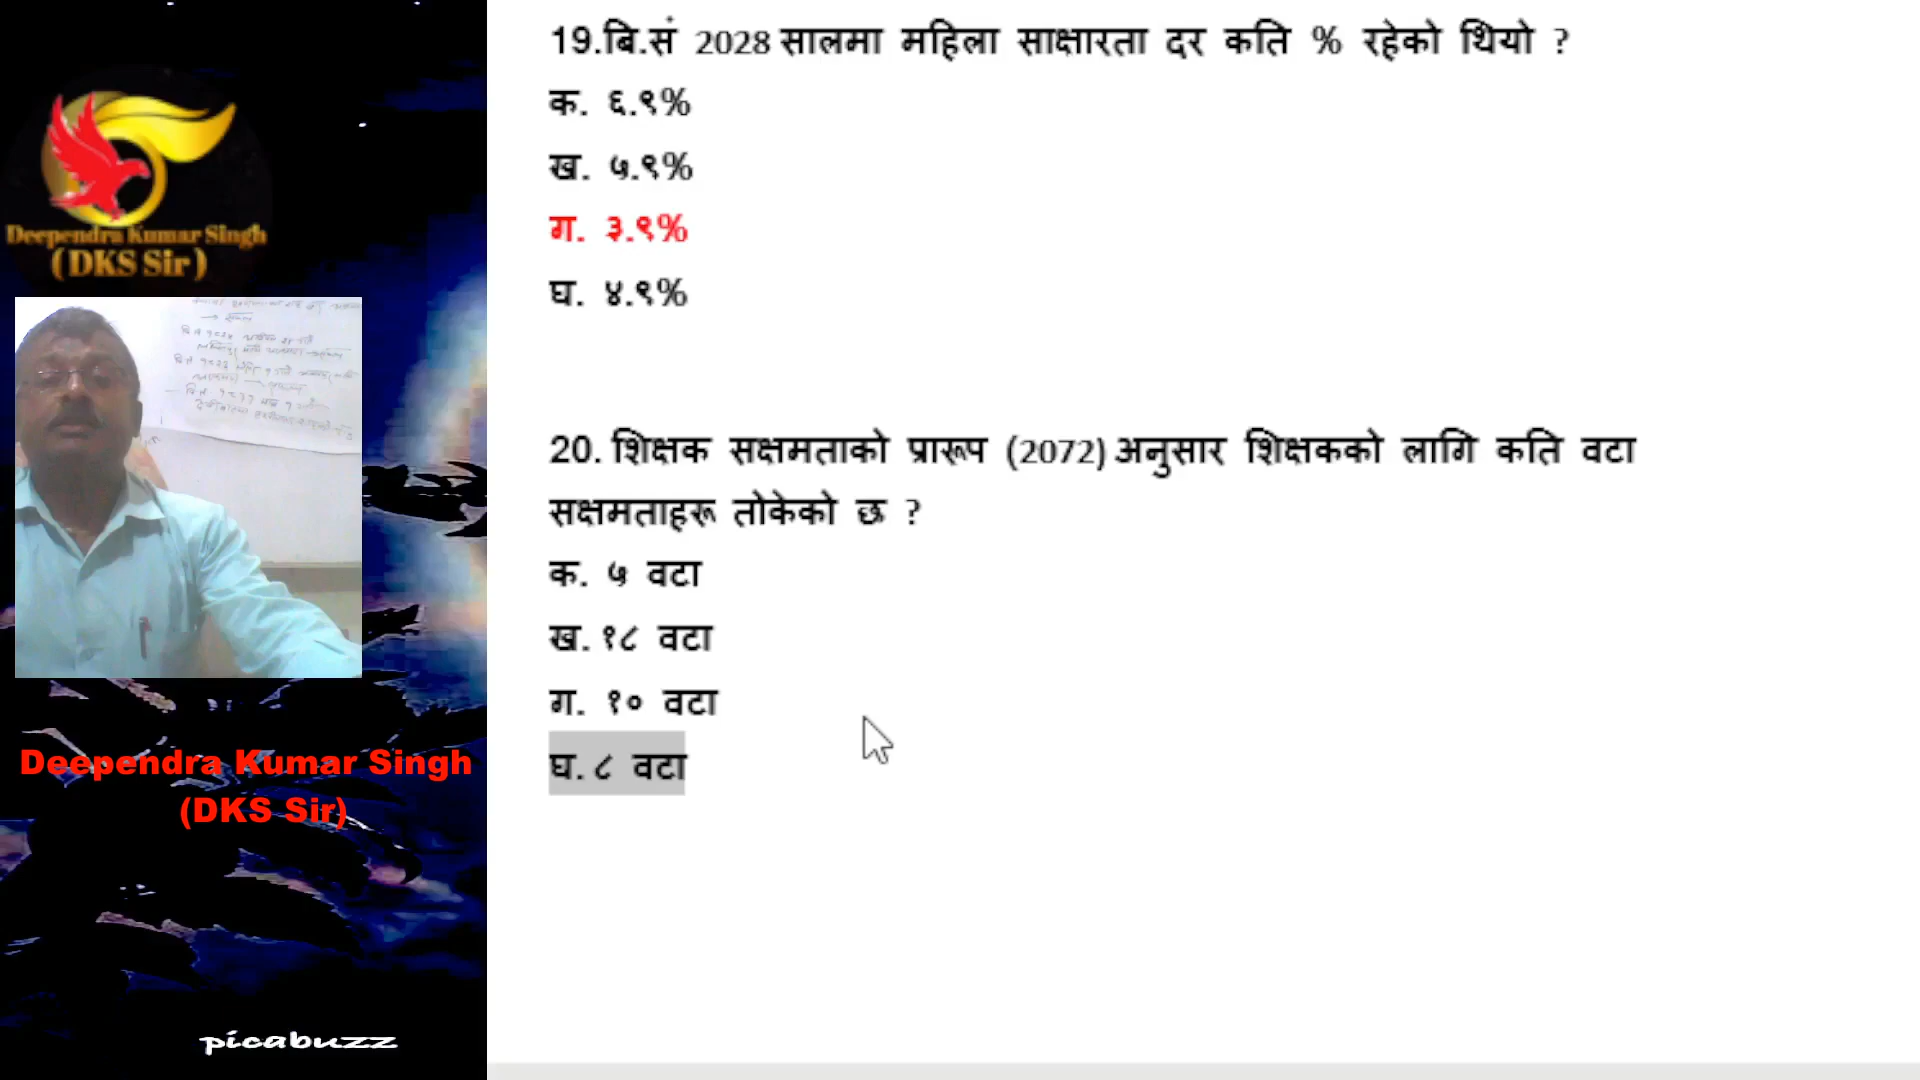 Deependra Kumar Singh
(DKS Sir)
Deependra Kumar Singh
(DKS Sir)
picabuzz
19.बि.सं 2028 सालमा महिला साक्षारता दर कति % रहेको थियो ?
क. ६.९%
ख. ५.९%
ग. ३.९%
घ. ४.९%
20. शिक्षक सक्षमताको प्रारूप (2072) अनुसार शिक्षकको लागि कति वटा
सक्षमताहरू तोकेको छ ?
क. ५ वटा
ख. १८ वटा
ग. १० वटा
घ. ८ वटा